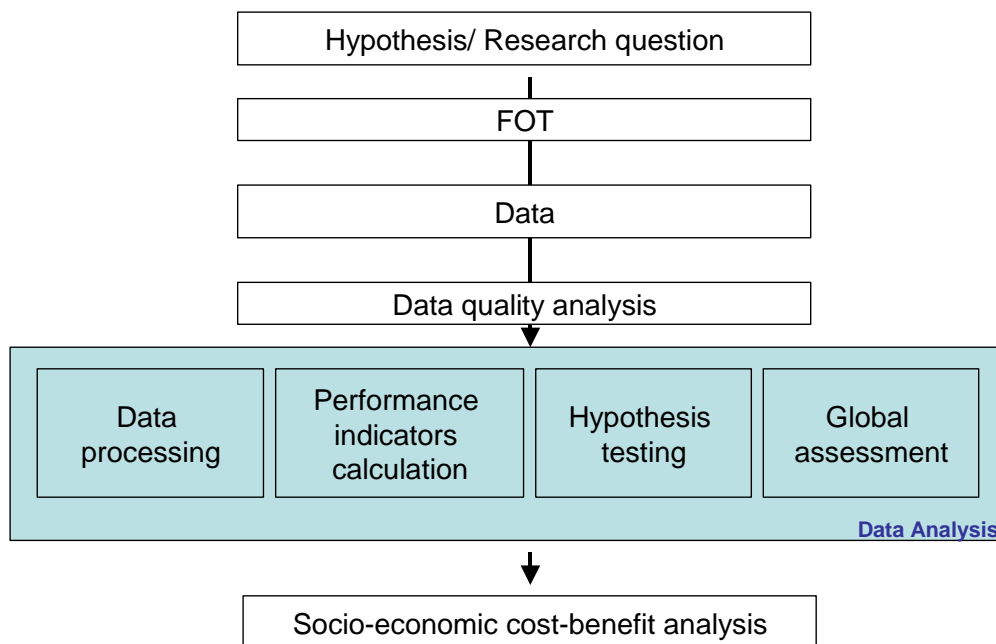 Hypothesis/ Research question
FOT
Data
Data quality analysis
Data
processing
Performance
indicators
calculation
Hypothesis
testing
Global
assessment
Data Analysis
Socio-economic cost-benefit analysis